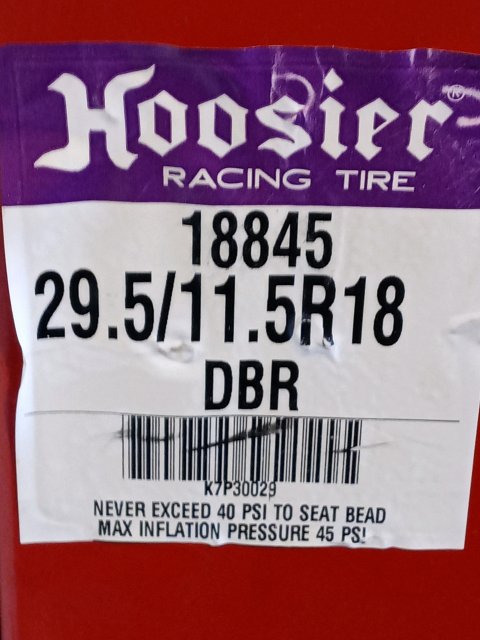 Hoosier®
RACING TIRE
18845
29.5/11.5R18
DBR
K7P30029
NEVER EXCEED 40 PSI TO SEAT BEAD
MAX INFLATION PRESSURE 45 PSI